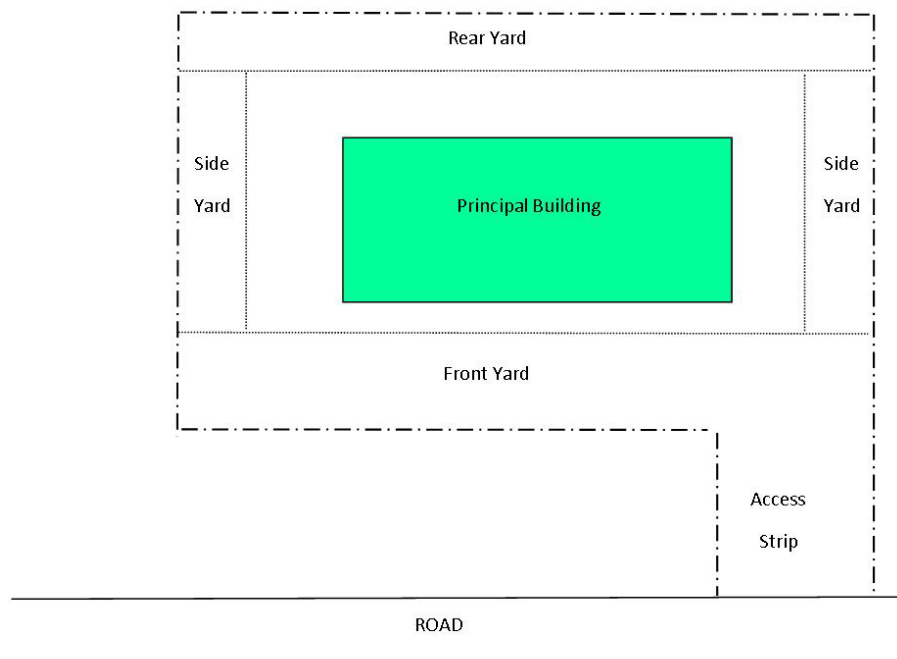 Rear Yard
Side
Yard
Principal Building
Side
Yard
Front Yard
Access
Strip
ROAD